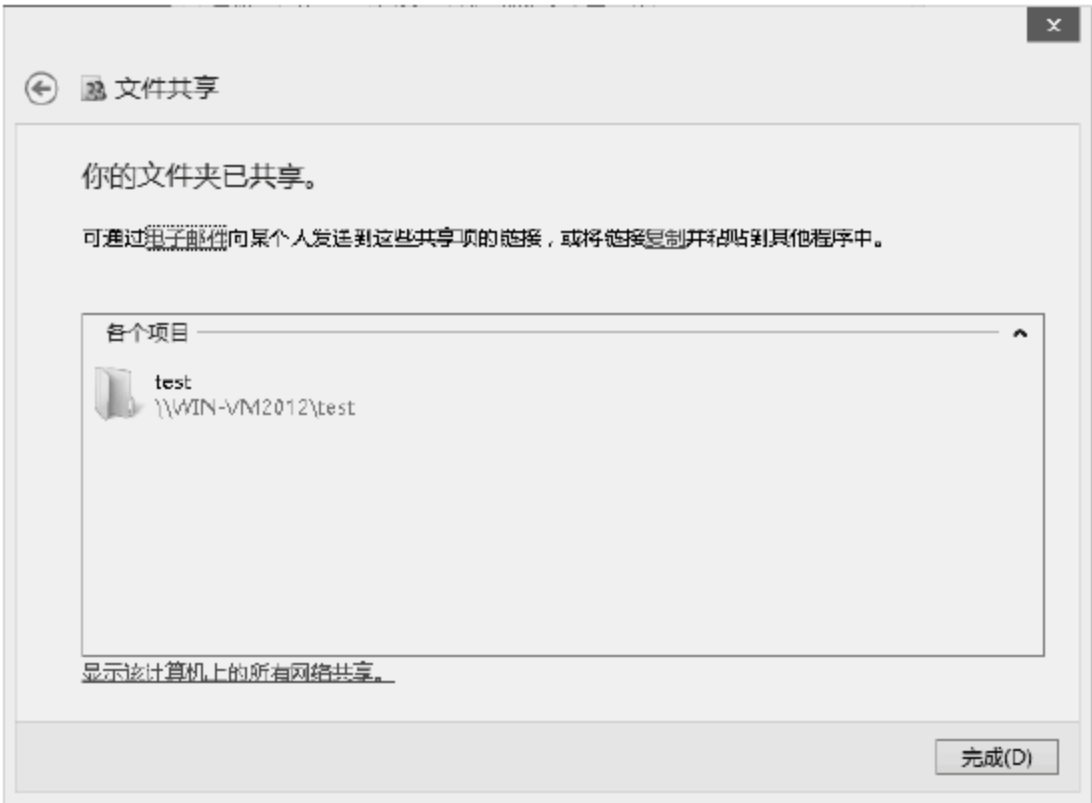 文件共享
你的文件夹已共享。
可通过电子邮件向某个人发送到这些共享项的链接，或将链接复制并粘贴到其他程序中。
各个项目
test
\\WIN-VM2012\test
显示该计算机上的所有网络共享。
完成(D)